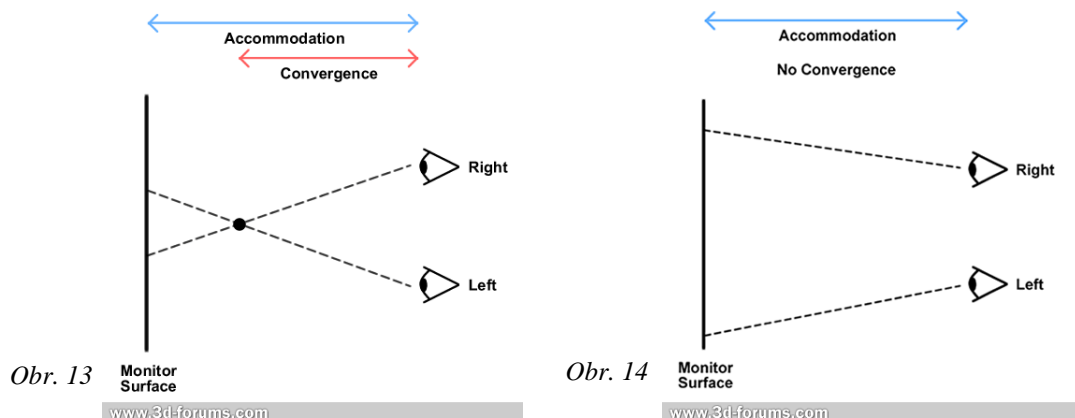 Accommodation
Convergence
Right
Left
Obr. 13
Monitor
Surface
www.3d-forums.com
Accommodation
No Convergence
Right
Left
Obr. 14
Monitor
Surface
www.3d-forums.com